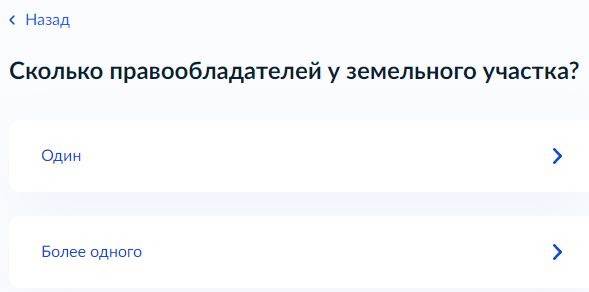 Назад
Сколько правообладателей у земельного участка?
Один
Более одного